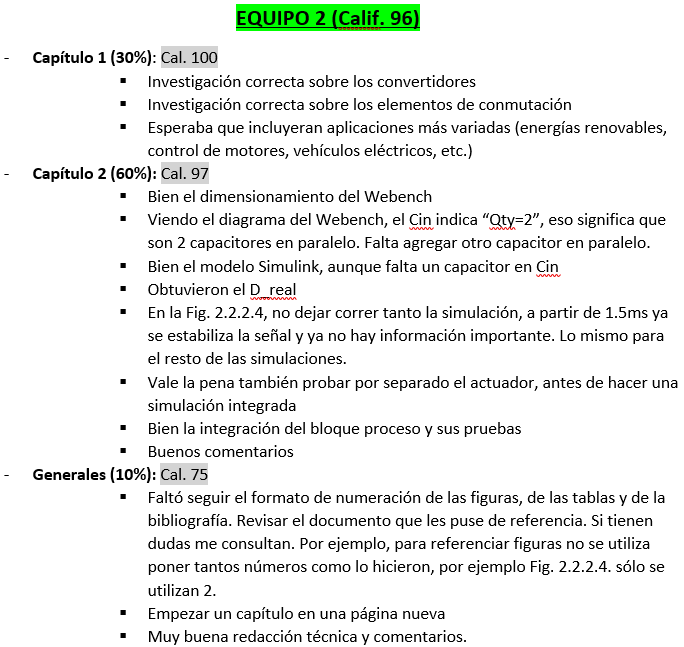 EQUIPO 2 (Calif. 96)
- Capítulo 1 (30%): Cal. 100
▪ Investigación correcta sobre los convertidores
▪ Investigación correcta sobre los elementos de conmutación
▪ Esperaba que incluyeran aplicaciones más variadas (energías renovables,
control de motores, vehículos eléctricos, etc.)
- Capítulo 2 (60%): Cal. 97
▪ Bien el dimensionamiento del Webench
▪ Viendo el diagrama del Webench, el Cin indica “Qty=2”, eso significa que
son 2 capacitores en paralelo. Falta agregar otro capacitor en paralelo.
▪ Bien el modelo Simulink, aunque falta un capacitor en Cin
▪ Obtuvieron el D_real
▪ En la Fig. 2.2.2.4, no dejar correr tanto la simulación, a partir de 1.5ms ya
se estabiliza la señal y ya no hay información importante. Lo mismo para
el resto de las simulaciones.
▪ Vale la pena también probar por separado el actuador, antes de hacer una
simulación integrada
▪ Bien la integración del bloque proceso y sus pruebas
▪ Buenos comentarios
- Generales (10%): Cal. 75
▪ Faltó seguir el formato de numeración de las figuras, de las tablas y de la
bibliografía. Revisar el documento que les puse de referencia. Si tienen
dudas me consultan. Por ejemplo, para referenciar figuras no se utiliza
poner tantos números como lo hicieron, por ejemplo Fig. 2.2.2.4. sólo se
utilizan 2.
▪ Empezar un capítulo en una página nueva
▪ Muy buena redacción técnica y comentarios.